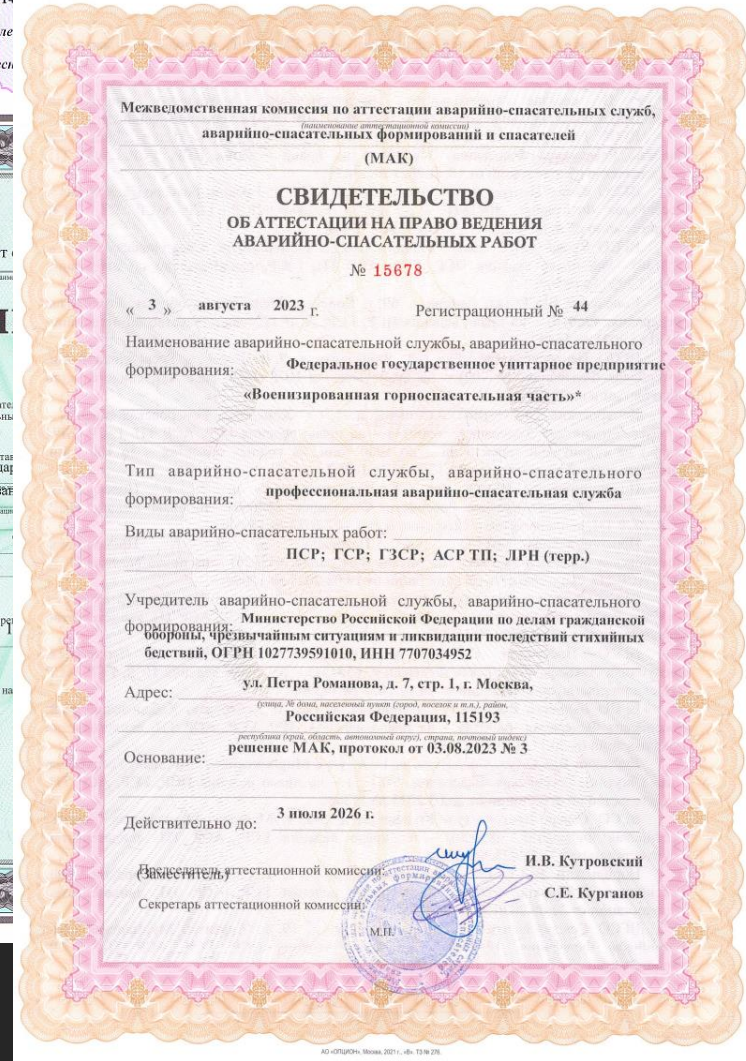 Межведомственная комиссия по аттестации аварийно-спасательных служб,
(наименование аттестационной комиссии)
аварийно-спасательных формирований и спасателей
(МАК)
СВИДЕТЕЛЬСТВО
ОБ АТТЕСТАЦИИ НА ПРАВО ВЕДЕНИЯ
АВАРИЙНО-СПАСАТЕЛЬНЫХ РАБОТ
№ 15678
« 3 » августа 2023 г. Регистрационный № 44
Наименование аварийно-спасательной службы, аварийно-спасательного
формирования: Федеральное государственное унитарное предприятие
«Военизированная горноспасательная часть»*
Тип аварийно-спасательной службы, аварийно-спасательного
формирования: профессиональная аварийно-спасательная служба
Виды аварийно-спасательных работ:
ПСР; ГСР; ГЗСР; АСР ТП; ЛРН (терр.)
Учредитель аварийно-спасательной службы, аварийно-спасательного
формирования: Министерство Российской Федерации по делам гражданской
обороны, чрезвычайным ситуациям и ликвидации последствий стихийных
бедствий, ОГРН 1027739591010, ИНН 7707034952
Адрес: ул. Петра Романова, д. 7, стр. 1, г. Москва,
(улица, № дома, населенный пункт (город, поселок и т.п.), район,
Российская Федерация, 115193
республика (край, область, автономный округ), страна, почтовый индекс)
Основание: решение МАК, протокол от 03.08.2023 № 3
Действительно до: 3 июля 2026 г.
Председатель аттестационной комиссии: И.В. Кутровский
(Заместитель)
Секретарь аттестационной комиссии: С.Е. Курганов
М.П.
АО «ОПЦИОН», Москва, 2021 г., «В». ТЗ № 276.